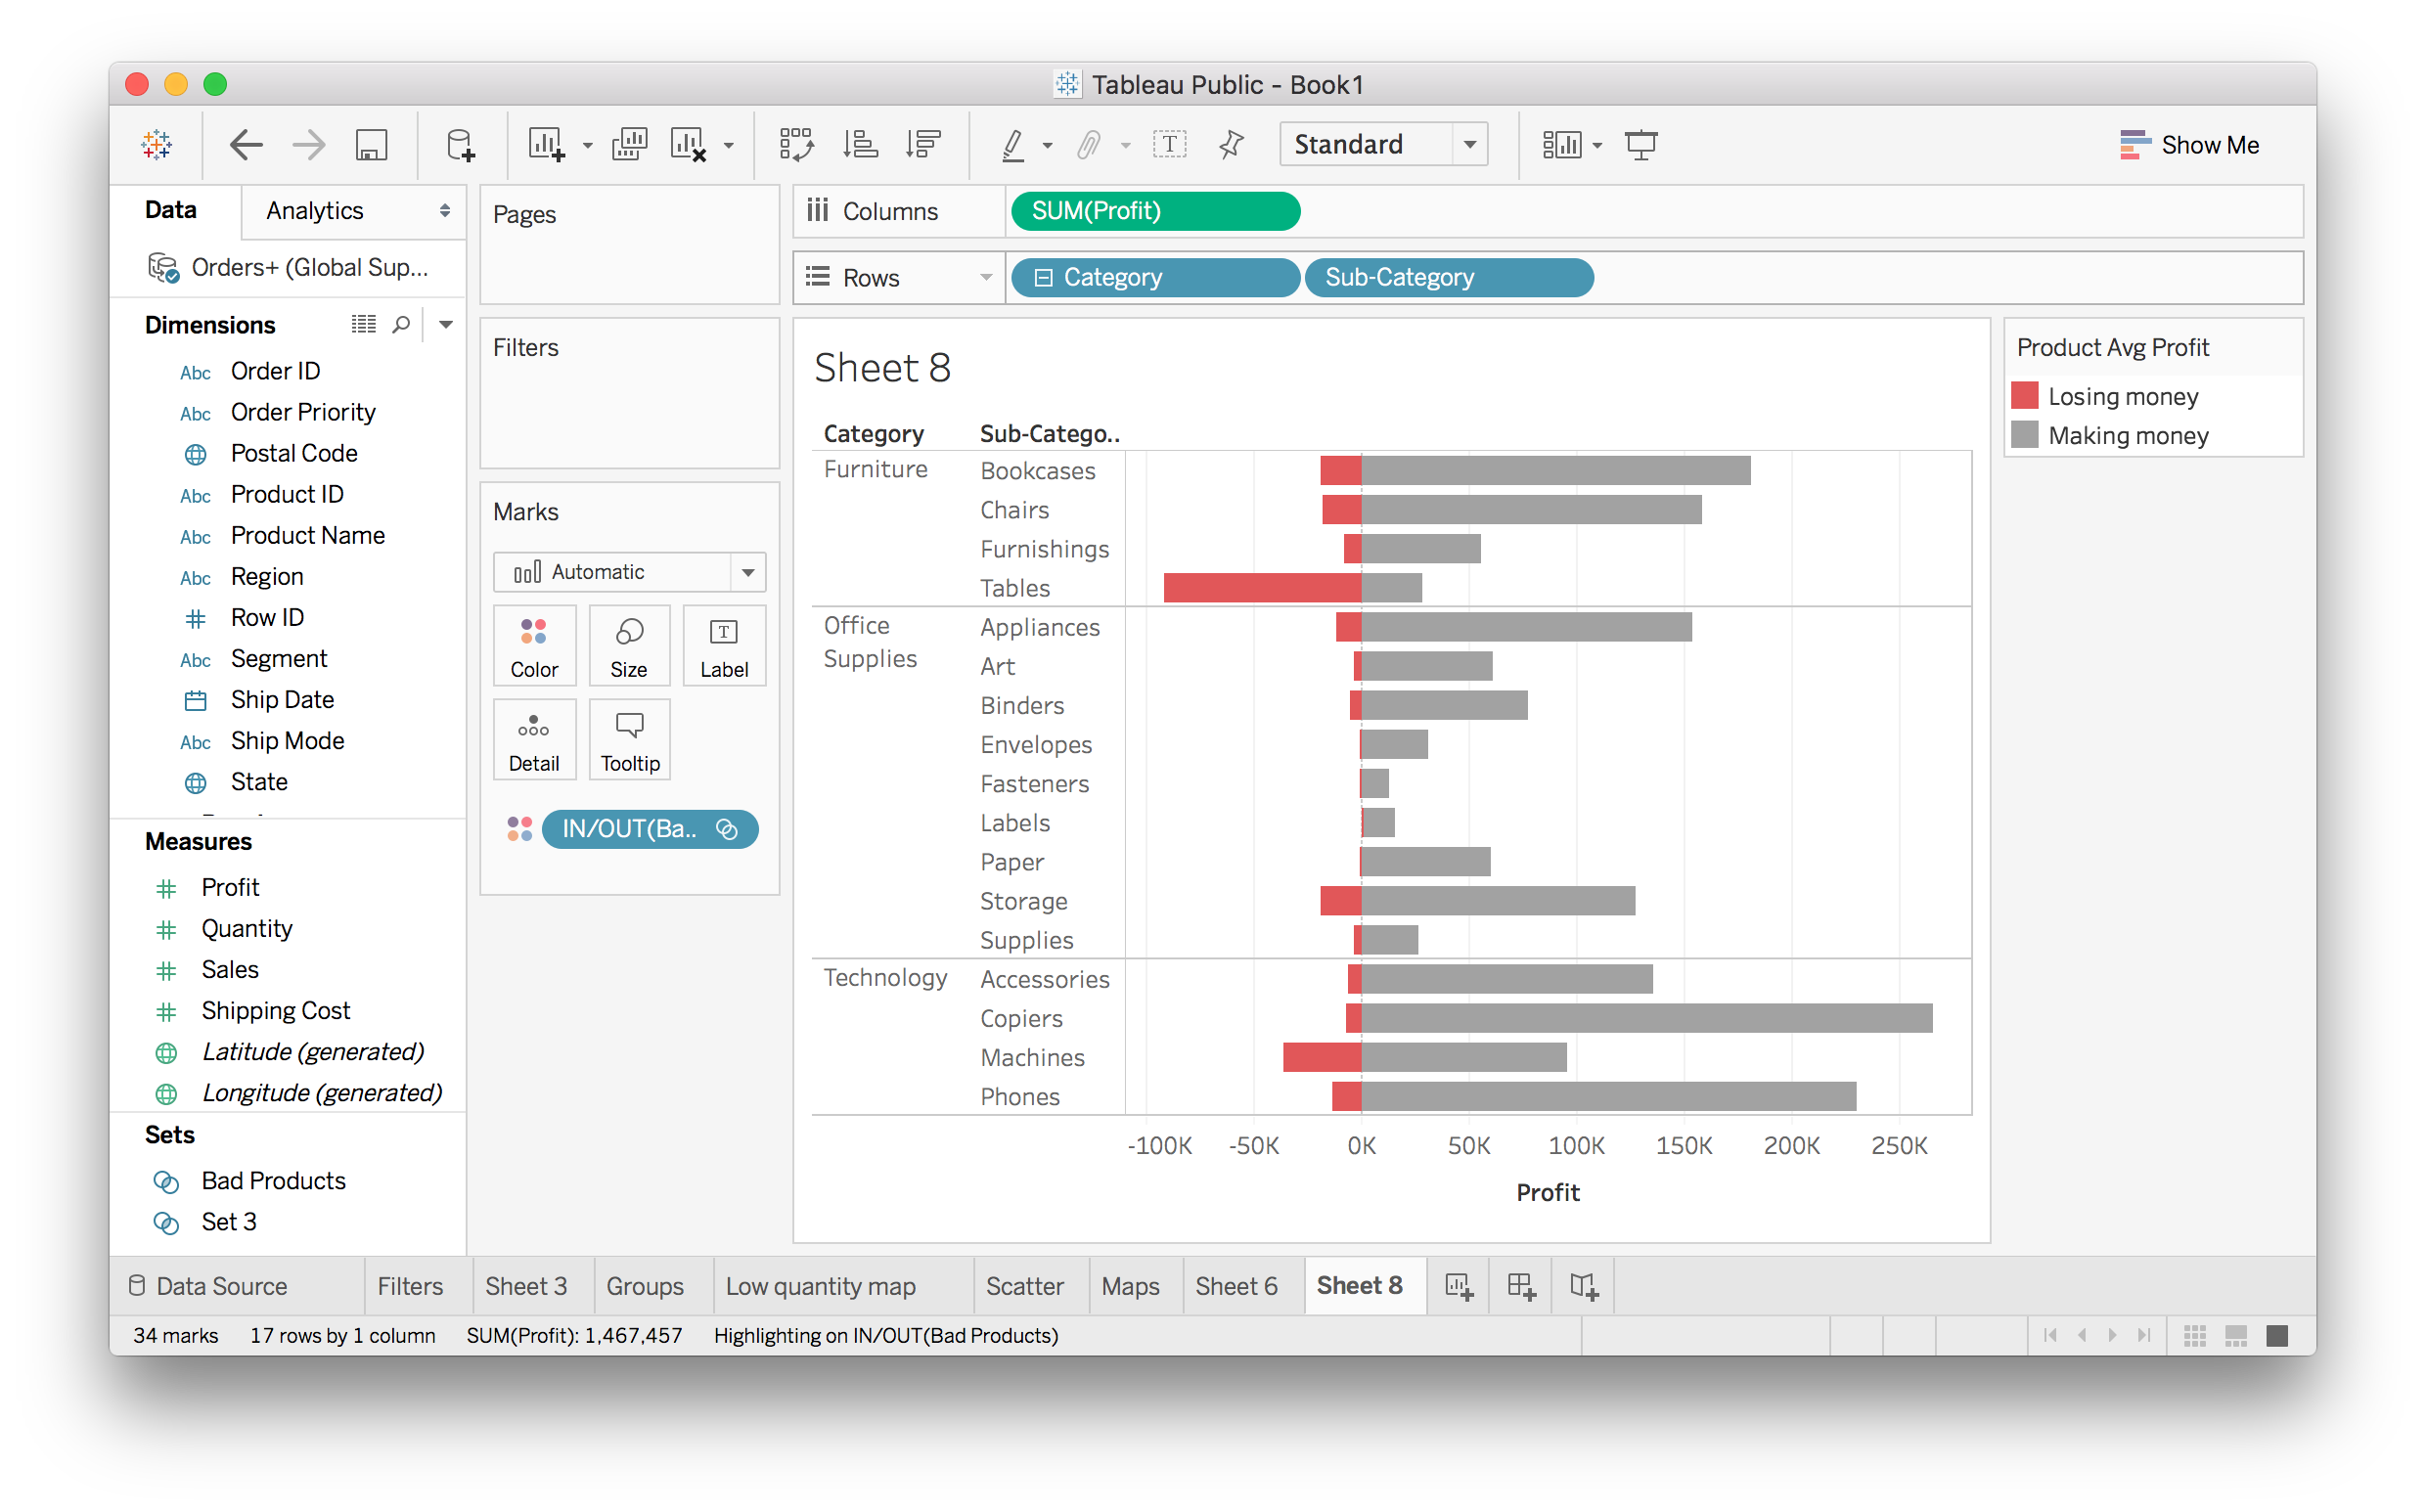 Tableau Public - Book1
Standard
Show Me
Data
Analytics
Orders+ (Global Sup...
Dimensions
Abc Order ID
Abc Order Priority
Postal Code
Abc Product ID
Abc Product Name
Abc Region
Row ID
Abc Segment
Ship Date
Abc Ship Mode
State
Measures
Profit
Quantity
Sales
Shipping Cost
Latitude (generated)
Longitude (generated)
Sets
Bad Products
Set 3
Pages
Filters
Marks
Automatic
Color
Size
T
Label
Detail
Tooltip
IN/OUT(Ba..
Columns
SUM(Profit)
Rows
Category
Sub-Category
Sheet 8
Category
Sub-Catego..
Furniture
Bookcases
Chairs
Furnishings
Tables
Office
Supplies
Appliances
Art
Binders
Envelopes
Fasteners
Labels
Paper
Storage
Supplies
Technology
Accessories
Copiers
Machines
Phones
-100K
-50K
0K
50K
100K
150K
200K
250K
Profit
Product Avg Profit
Losing money
Making money
Data Source
Filters
Sheet 3
Groups
Low quantity map
Scatter
Maps
Sheet 6
Sheet 8
34 marks
17 rows by 1 column
SUM(Profit): 1,467,457
Highlighting on IN/OUT(Bad Products)